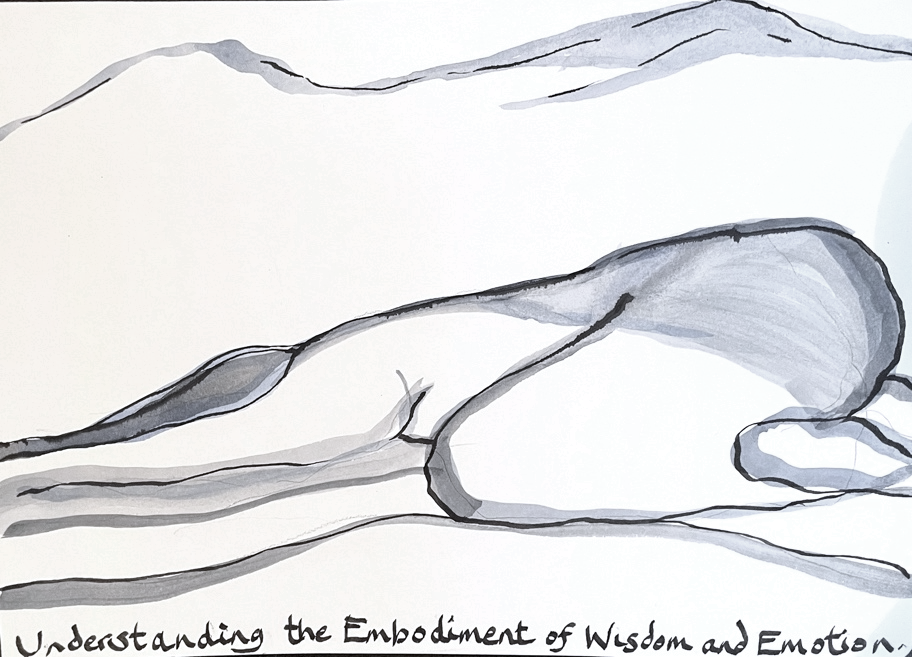 Understanding the Embodiment of Wisdom and Emotion.